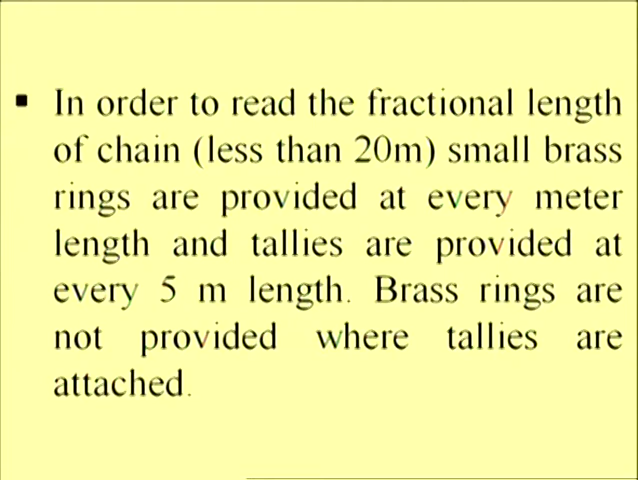 ▪ In order to read the fractional length
of chain (less than 20m) small brass
rings are provided at every meter
length and tallies are provided at
every 5 m length. Brass rings are
not provided where tallies are
attached.